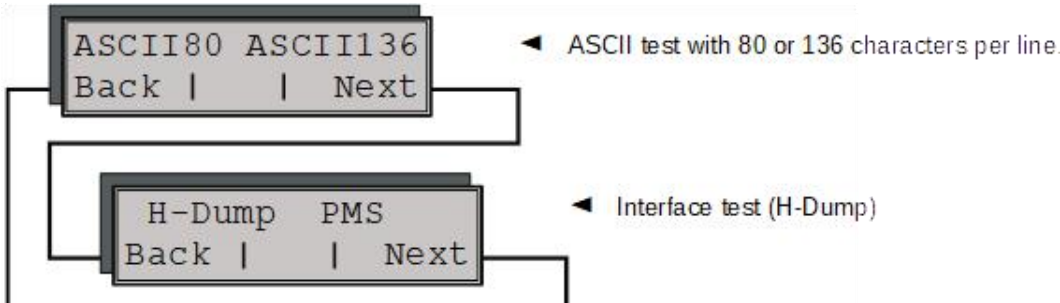 ASCII80 ASCII136
Back | | Next
◄ ASCII test with 80 or 136 characters per line.
H-Dump PMS
Back | | Next
◄ Interface test (H-Dump)